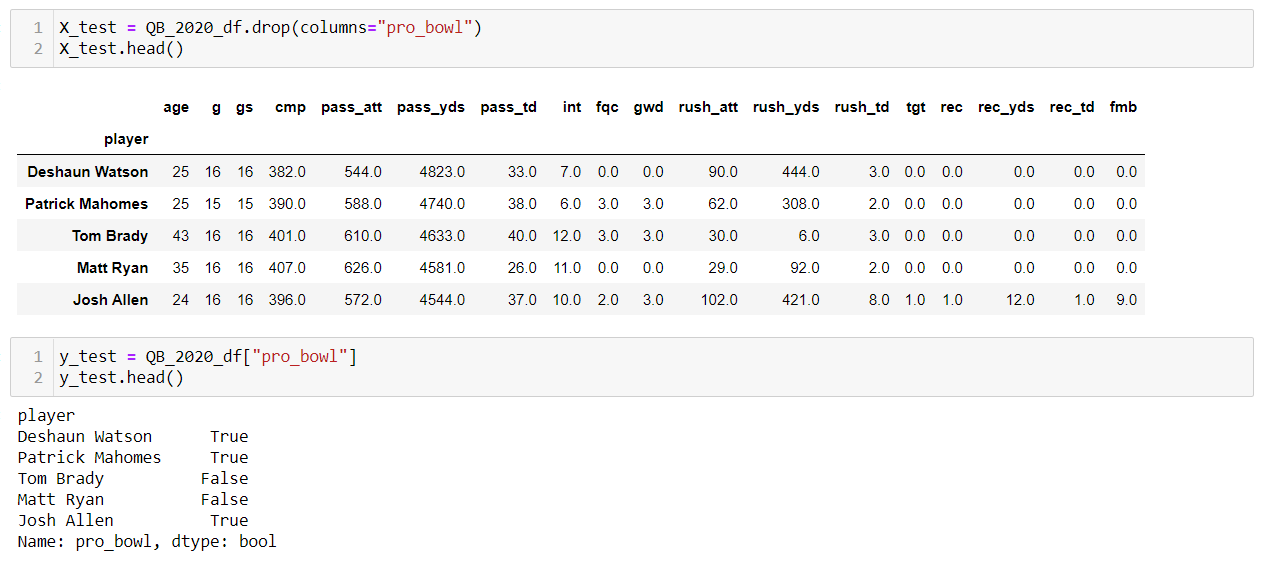 1 X_test = QB_2020_df.drop(columns="pro_bowl")
2 X_test.head()
age g gs cmp pass_att pass_yds pass_td int fqc gwd rush_att rush_yds rush_td tgt rec rec_yds rec_td fmb
player
Deshaun Watson 25 16 16 382.0 544.0 4823.0 33.0 7.0 0.0 0.0 90.0 444.0 3.0 0.0 0.0 0.0 0.0 0.0
Patrick Mahomes 25 15 15 390.0 588.0 4740.0 38.0 6.0 3.0 3.0 62.0 308.0 2.0 0.0 0.0 0.0 0.0 0.0
Tom Brady 43 16 16 401.0 610.0 4633.0 40.0 12.0 3.0 3.0 30.0 6.0 3.0 0.0 0.0 0.0 0.0 0.0
Matt Ryan 35 16 16 407.0 626.0 4581.0 26.0 11.0 0.0 0.0 29.0 92.0 2.0 0.0 0.0 0.0 0.0 0.0
Josh Allen 24 16 16 396.0 572.0 4544.0 37.0 10.0 2.0 3.0 102.0 421.0 8.0 1.0 1.0 12.0 1.0 9.0
1 y_test = QB_2020_df["pro_bowl"]
2 y_test.head()
player
Deshaun Watson True
Patrick Mahomes True
Tom Brady False
Matt Ryan False
Josh Allen True
Name: pro_bowl, dtype: bool